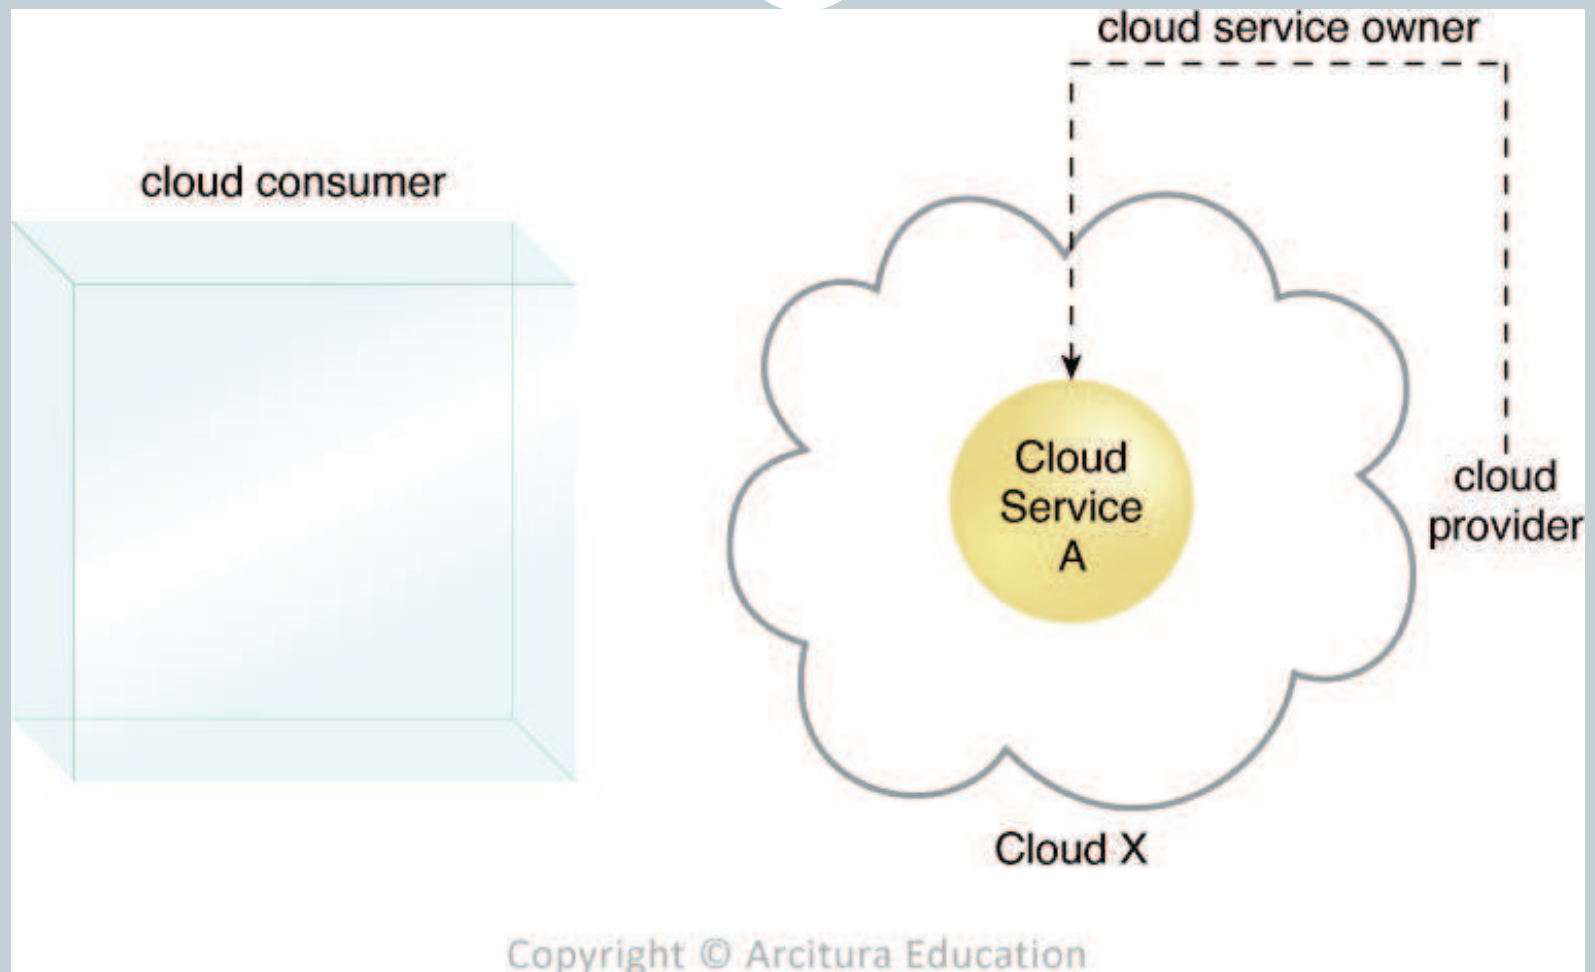 cloud service owner
cloud consumer
Cloud
Service
A
cloud
provider
Cloud X
Copyright © Arcitura Education